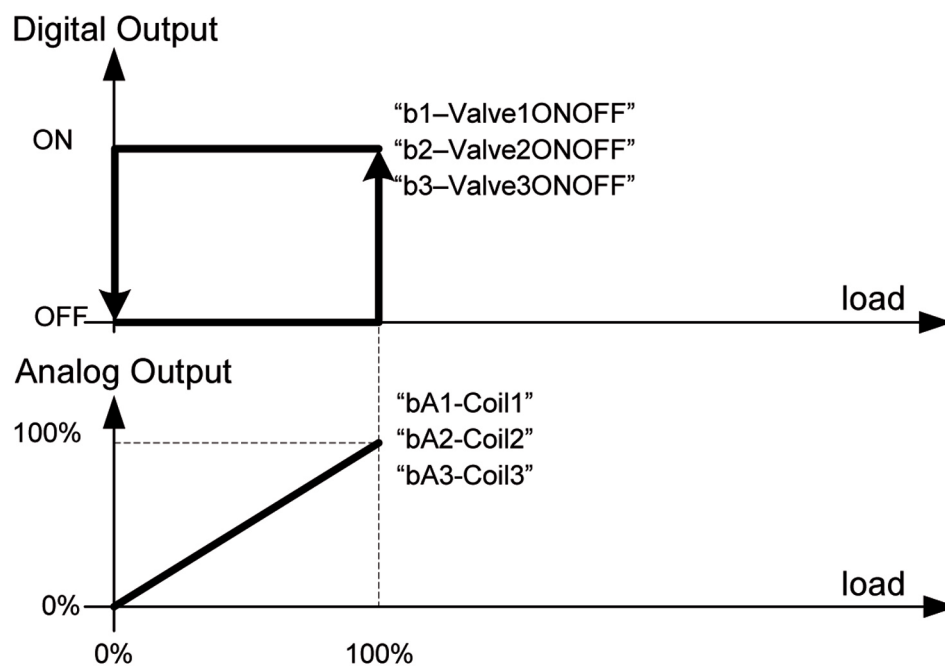 Digital Output
ON
“b1–Valve1ONOFF”
“b2–Valve2ONOFF”
“b3–Valve3ONOFF”
OFF
load
Analog Output
100%
“bA1-Coil1”
“bA2-Coil2”
“bA3-Coil3”
0%
load
0%
100%